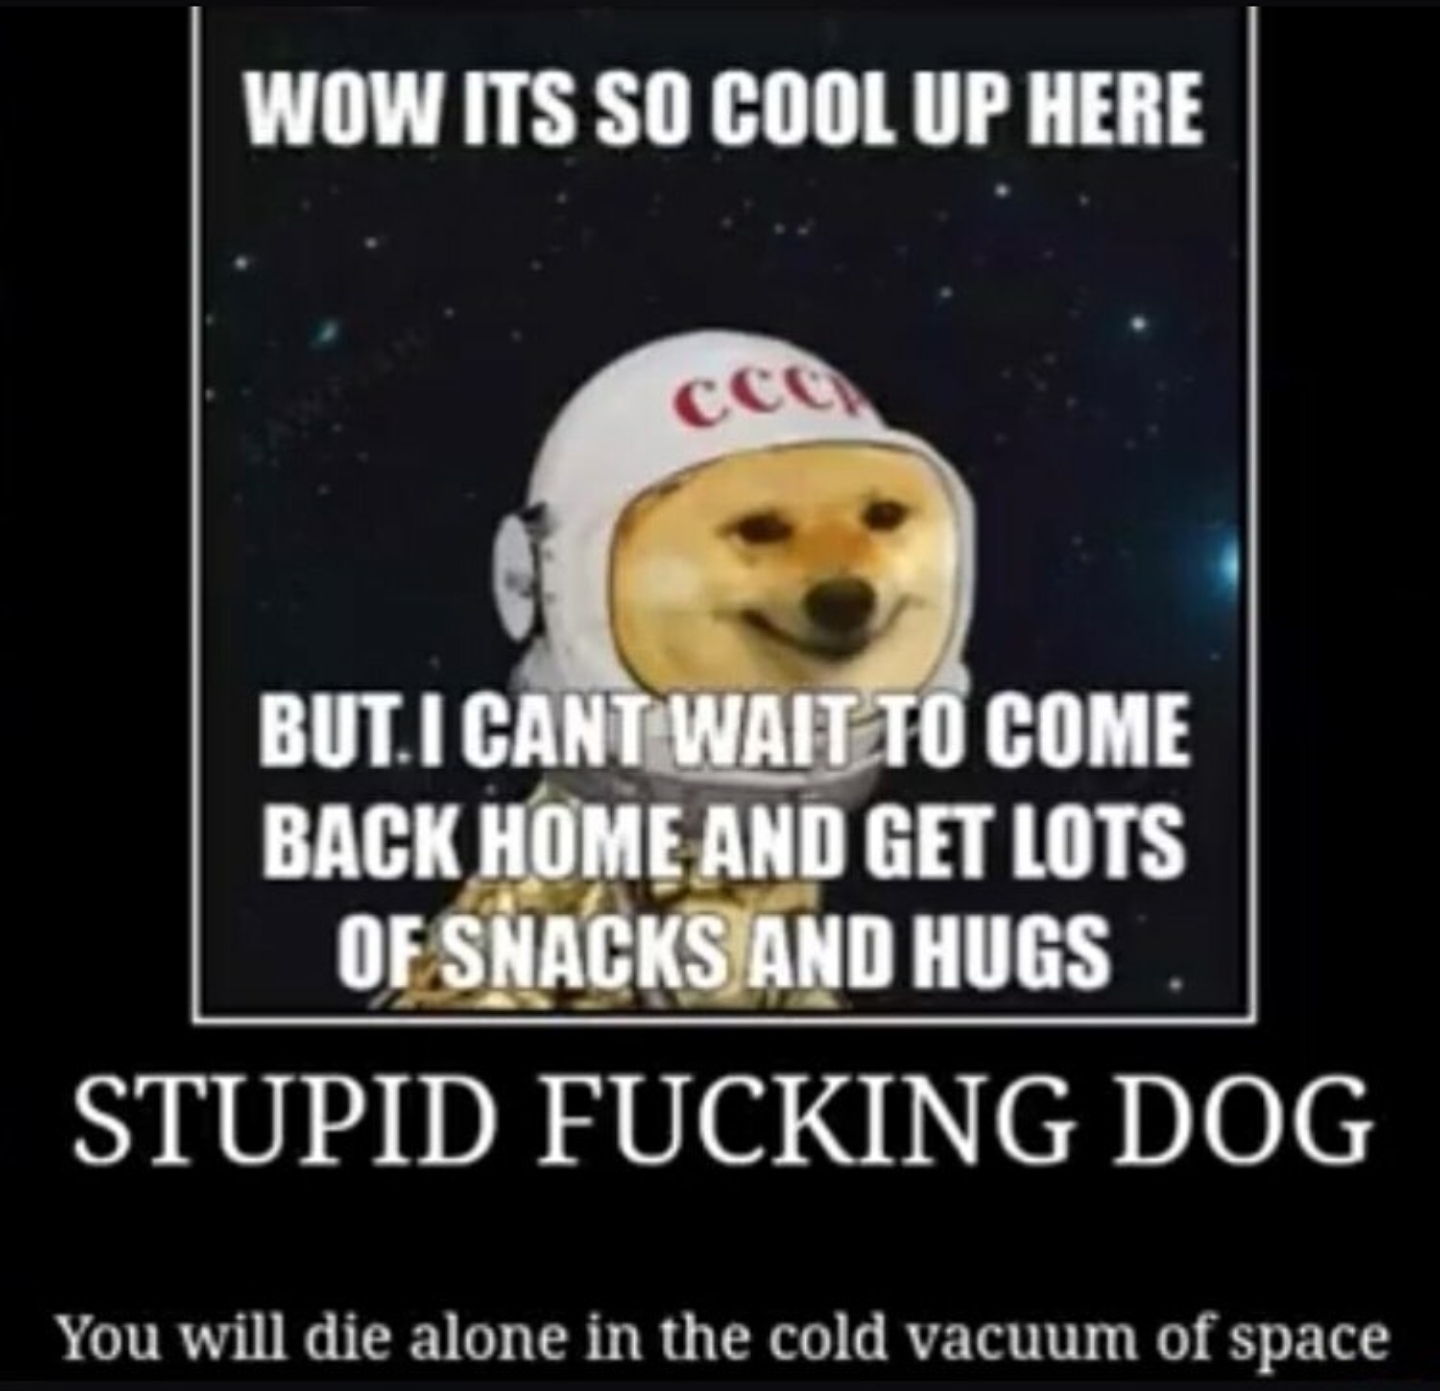 WOW ITS SO COOL UP HERE
СССР
BUT I CANT WAIT TO COME
BACK HOME AND GET LOTS
OF SNACKS AND HUGS
STUPID FUCKING DOG
You will die alone in the cold vacuum of space